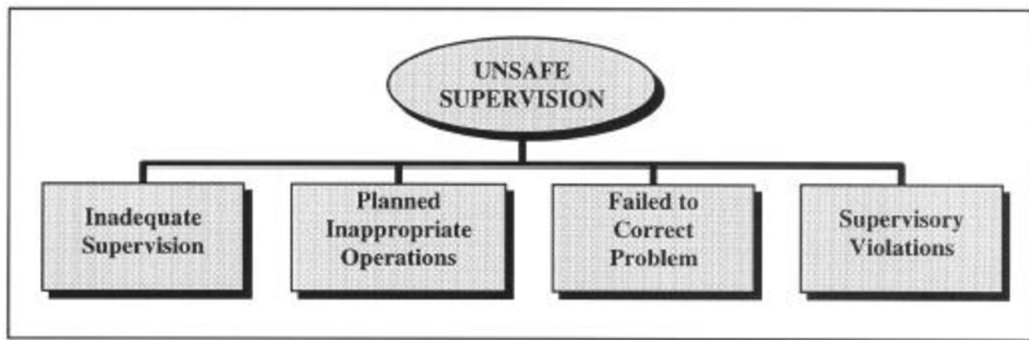 UNSAFE
SUPERVISION
Inadequate
Supervision
Planned
Inappropriate
Operations
Failed to
Correct
Problem
Supervisory
Violations